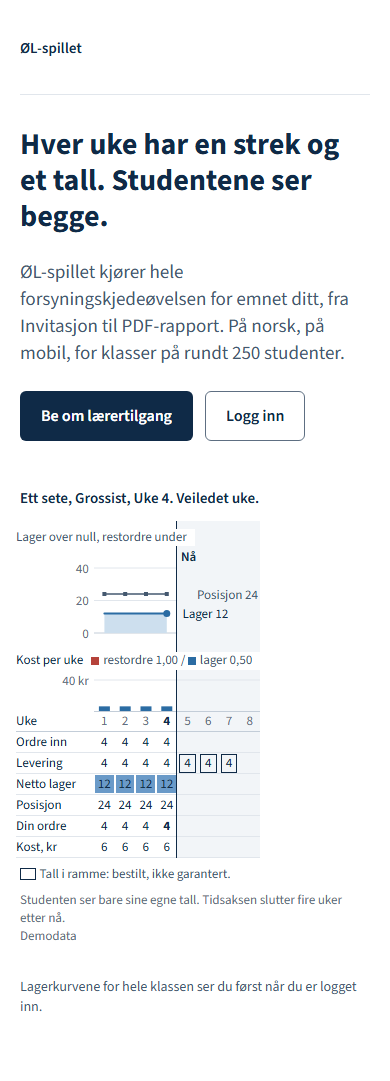 ØL-spillet
Hver uke har en strek og
et tall. Studentene ser
begge.
ØL-spillet kjører hele
forsyningskjedeøvelsen for emnet ditt, fra
Invitasjon til PDF-rapport. På norsk, på
mobil, for klasser på rundt 250 studenter.
Be om lærertilgang Logg inn
Ett sete, Grossist, Uke 4. Veiledet uke.
Lager over null, restordre under
Nå
40
Posisjon 24
20
Lager 12
0
Kost per uke restordre 1,00 / lager 0,50
40 kr
Uke 1 2 3 4 5 6 7 8
Ordre inn 4 4 4 4
Levering 4 4 4 4 4 4 4
Netto lager 12 12 12 12
Posisjon 24 24 24 24
Din ordre 4 4 4 4
Kost, kr 6 6 6 6
Tall i ramme: bestilt, ikke garantert.
Studenten ser bare sine egne tall. Tidsaksen slutter fire uker
etter nå.
Demodata
Lagerkurvene for hele klassen ser du først når du er logget
inn.